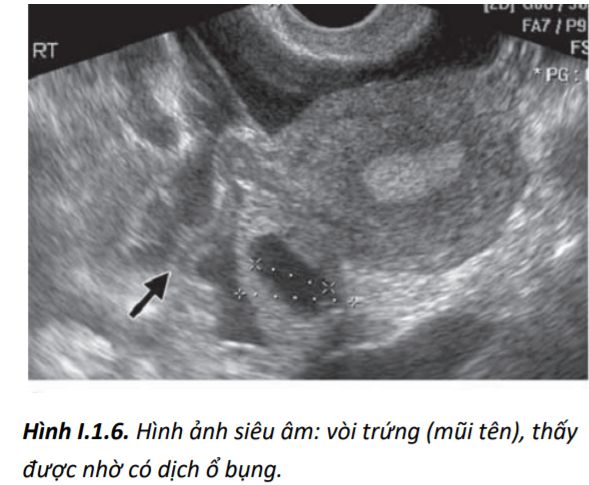 RT
FA7 / P9
FS
* PG :
Hình I.1.6. Hình ảnh siêu âm: vòi trứng (mũi tên), thấy
được nhờ có dịch ổ bụng.